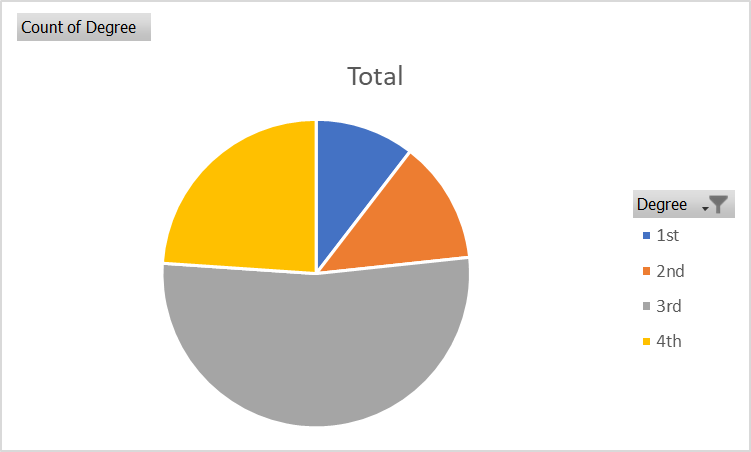 Count of Degree
Total
Degree
1st
2nd
3rd
4th